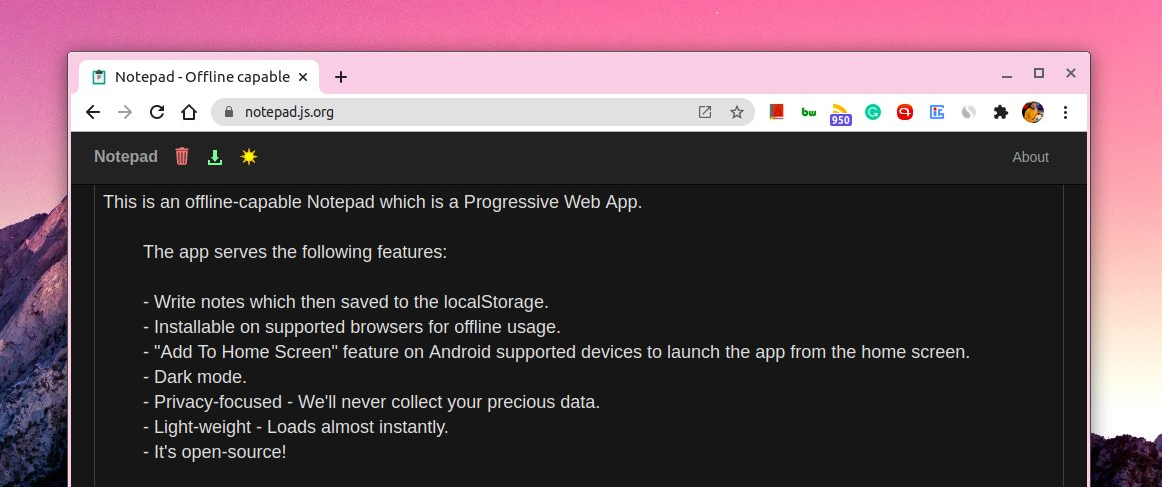 Notepad - Offline capable
notepad.js.org
bw
950
Notepad
About
This is an offline-capable Notepad which is a Progressive Web App.
The app serves the following features:
- Write notes which then saved to the localStorage.
- Installable on supported browsers for offline usage.
- "Add To Home Screen" feature on Android supported devices to launch the app from the home screen.
- Dark mode.
- Privacy-focused - We'll never collect your precious data.
- Light-weight - Loads almost instantly.
- It's open-source!